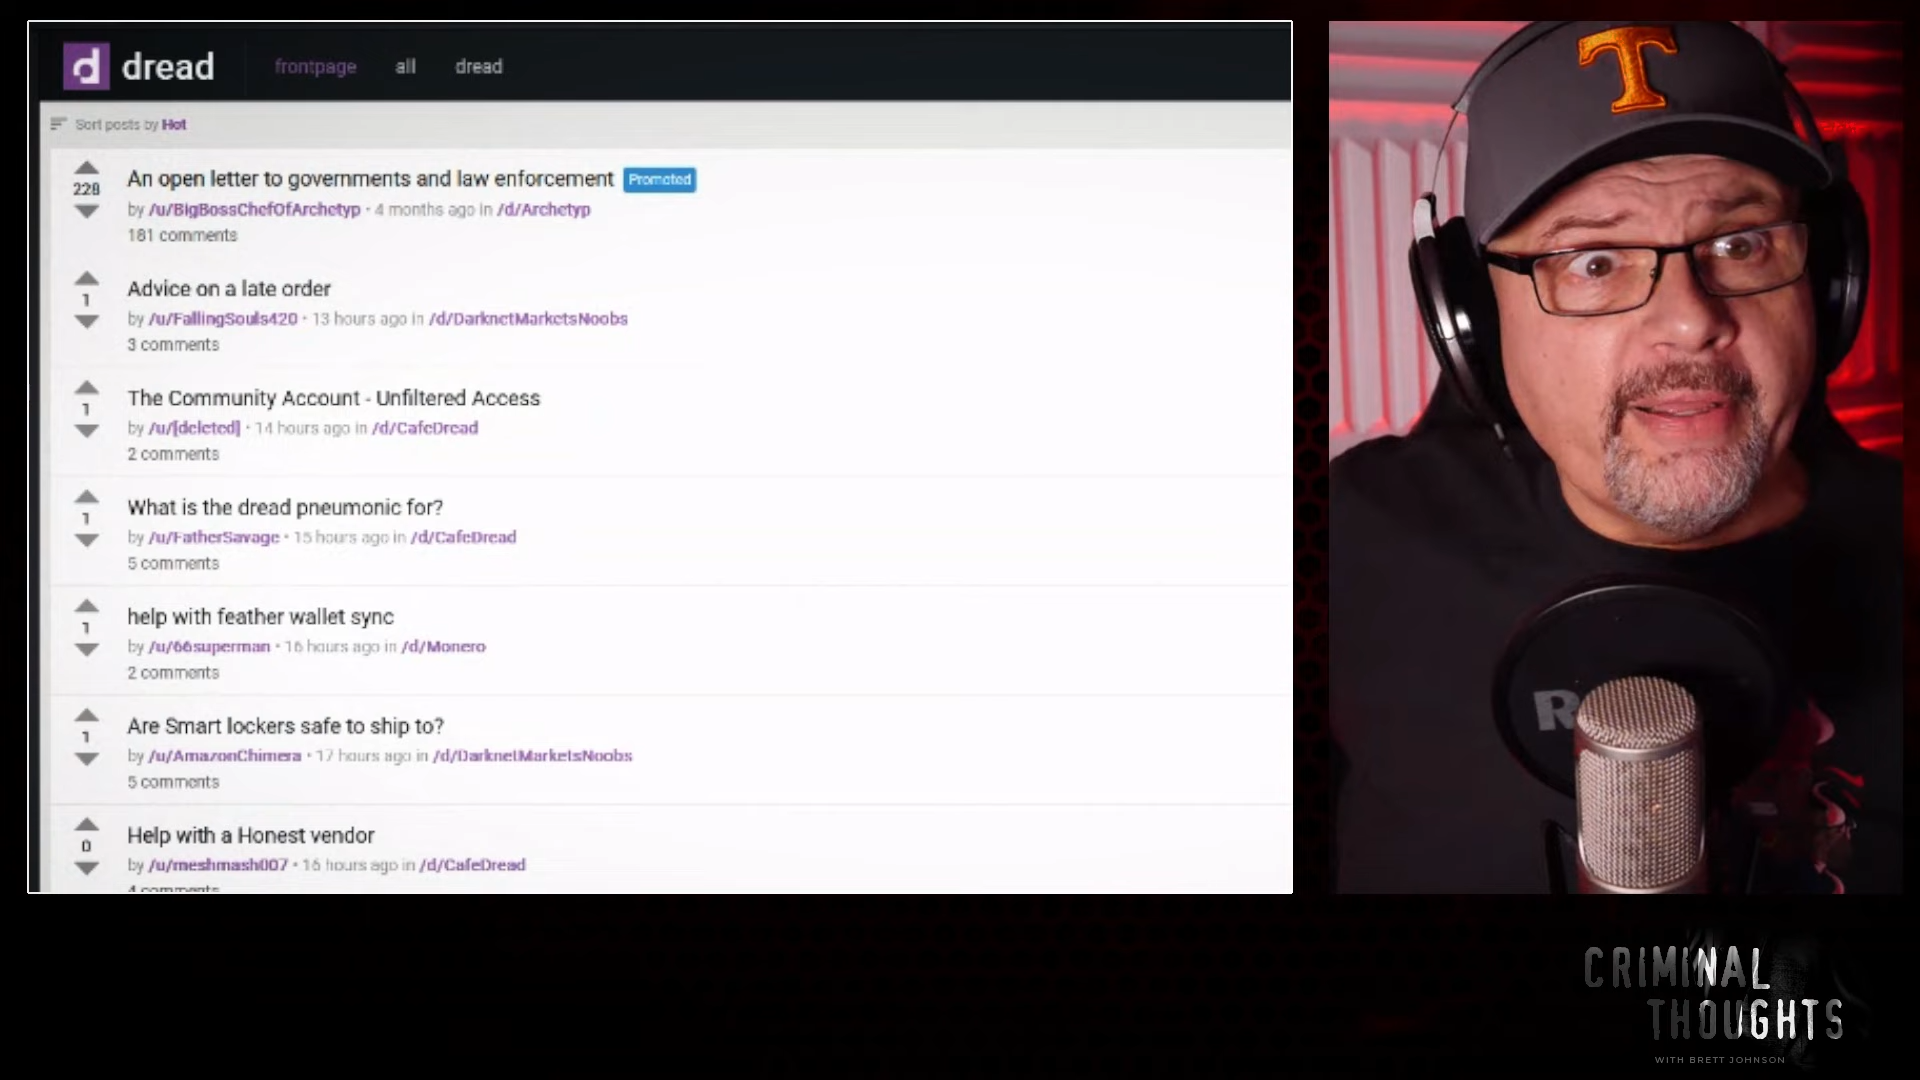 dread frontpage all dread
Sort posts by Hot
228
An open letter to governments and law enforcement Promoted
by /u/BigBossChefOfArchetyp • 4 months ago in /d/Archetyp
181 comments
1
Advice on a late order
by /u/FallingSouls420 • 13 hours ago in /d/DarknetMarketsNoobs
3 comments
1
The Community Account - Unfiltered Access
by /u/[deleted] • 14 hours ago in /d/CafeDread
2 comments
1
What is the dread pneumonic for?
by /u/FatherSavage • 15 hours ago in /d/CafeDread
5 comments
1
help with feather wallet sync
by /u/66superman • 16 hours ago in /d/Monero
2 comments
1
Are Smart lockers safe to ship to?
by /u/AmazonChimera • 17 hours ago in /d/DarknetMarketsNoobs
5 comments
0
Help with a Honest vendor
by /u/meshmash007 • 16 hours ago in /d/CafeDread
4 comments
T
CRIMINAL
THOUGHTS
WITH BRETT JOHNSON